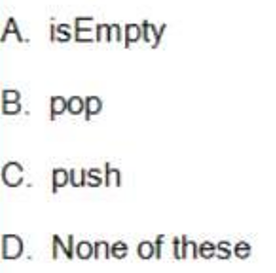 A. isEmpty
B. pop
C. push
D. None of these